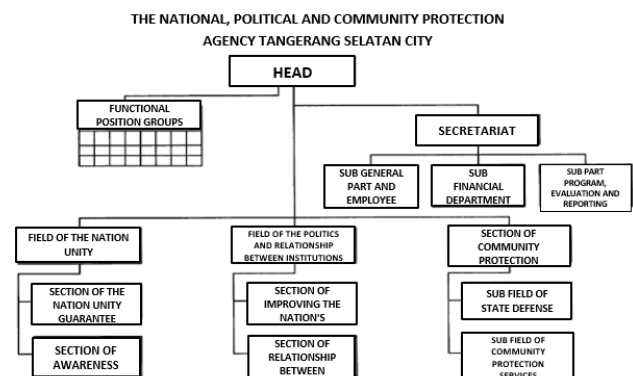 THE NATIONAL, POLITICAL AND COMMUNITY PROTECTION
AGENCY TANGERANG SELATAN CITY
HEAD
FUNCTIONAL
POSITION GROUPS
SECRETARIAT
SUB GENERAL
PART AND
EMPLOYEE
SUB
FINANCIAL
DEPARTMENT
SUB PART
PROGRAM,
EVALUATION AND
REPORTING
FIELD OF THE NATION
UNITY
FIELD OF THE POLITICS
AND RELATIONSHIP
BETWEEN INSTITUTIONS
SECTION OF
COMMUNITY
PROTECTION
SECTION OF THE
NATION UNITY
GUARANTEE
SECTION OF
IMPROVING THE
NATION'S
SUB FIELD OF
STATE DEFENSE
SECTION OF
AWARENESS
SECTION OF
RELATIONSHIP
BETWEEN
SUB FIELD OF
COMMUNITY
PROTECTION
SERVICES